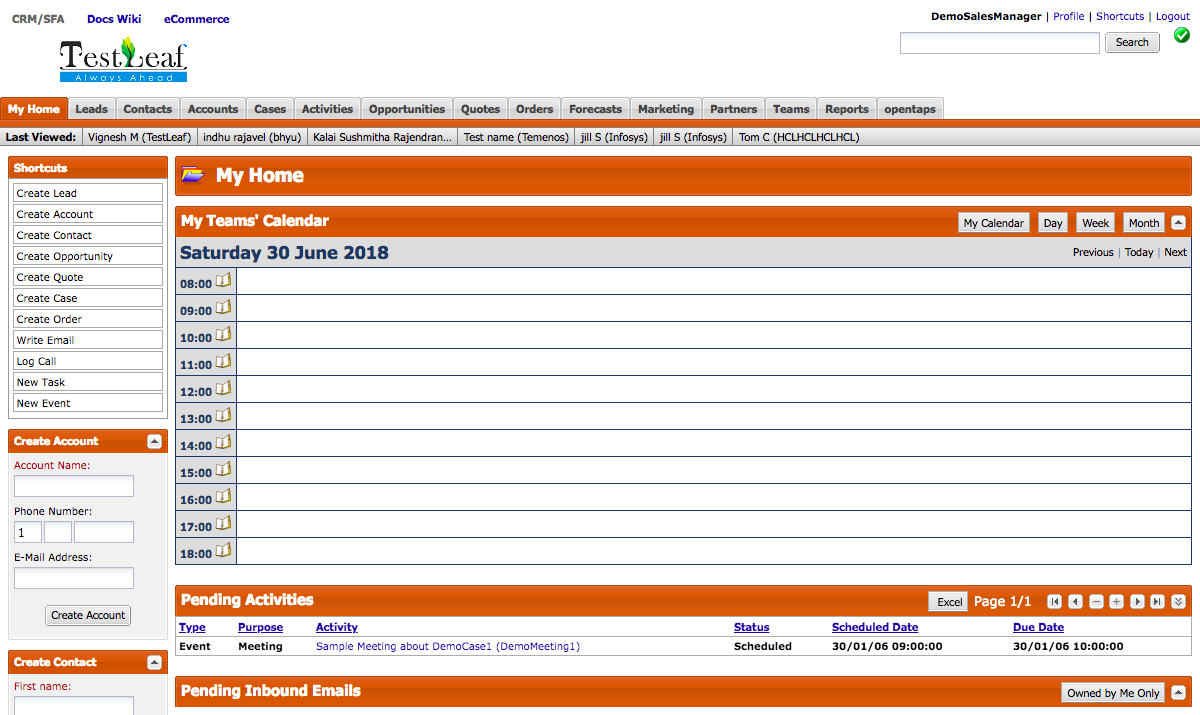 CRM/SFA Docs Wiki eCommerce
DemoSalesManager | Profile | Shortcuts | Logout
TestLeaf
Always Ahead
Search
My Home Leads Contacts Accounts Cases Activities Opportunities Quotes Orders Forecasts Marketing Partners Teams Reports opentaps
Last Viewed: Vignesh M (TestLeaf) indhu rajavel (bhyu) Kalai Sushmitha Rajendran... Test name (Temenos) jill S (Infosys) jill S (Infosys) Tom C (HCLHCLHCLHCL)
Shortcuts
Create Lead
Create Account
Create Contact
Create Opportunity
Create Quote
Create Case
Create Order
Write Email
Log Call
New Task
New Event
Create Account
Account Name:
Phone Number:
1
E-Mail Address:
Create Account
Create Contact
First name:
My Home
My Teams' Calendar My Calendar Day Week Month
Saturday 30 June 2018 Previous | Today | Next
08:00
09:00
10:00
11:00
12:00
13:00
14:00
15:00
16:00
17:00
18:00
Pending Activities Excel Page 1/1
Type Purpose Activity Status Scheduled Date Due Date
Event Meeting Sample Meeting about DemoCase1 (DemoMeeting1) Scheduled 30/01/06 09:00:00 30/01/06 10:00:00
Pending Inbound Emails Owned by Me Only